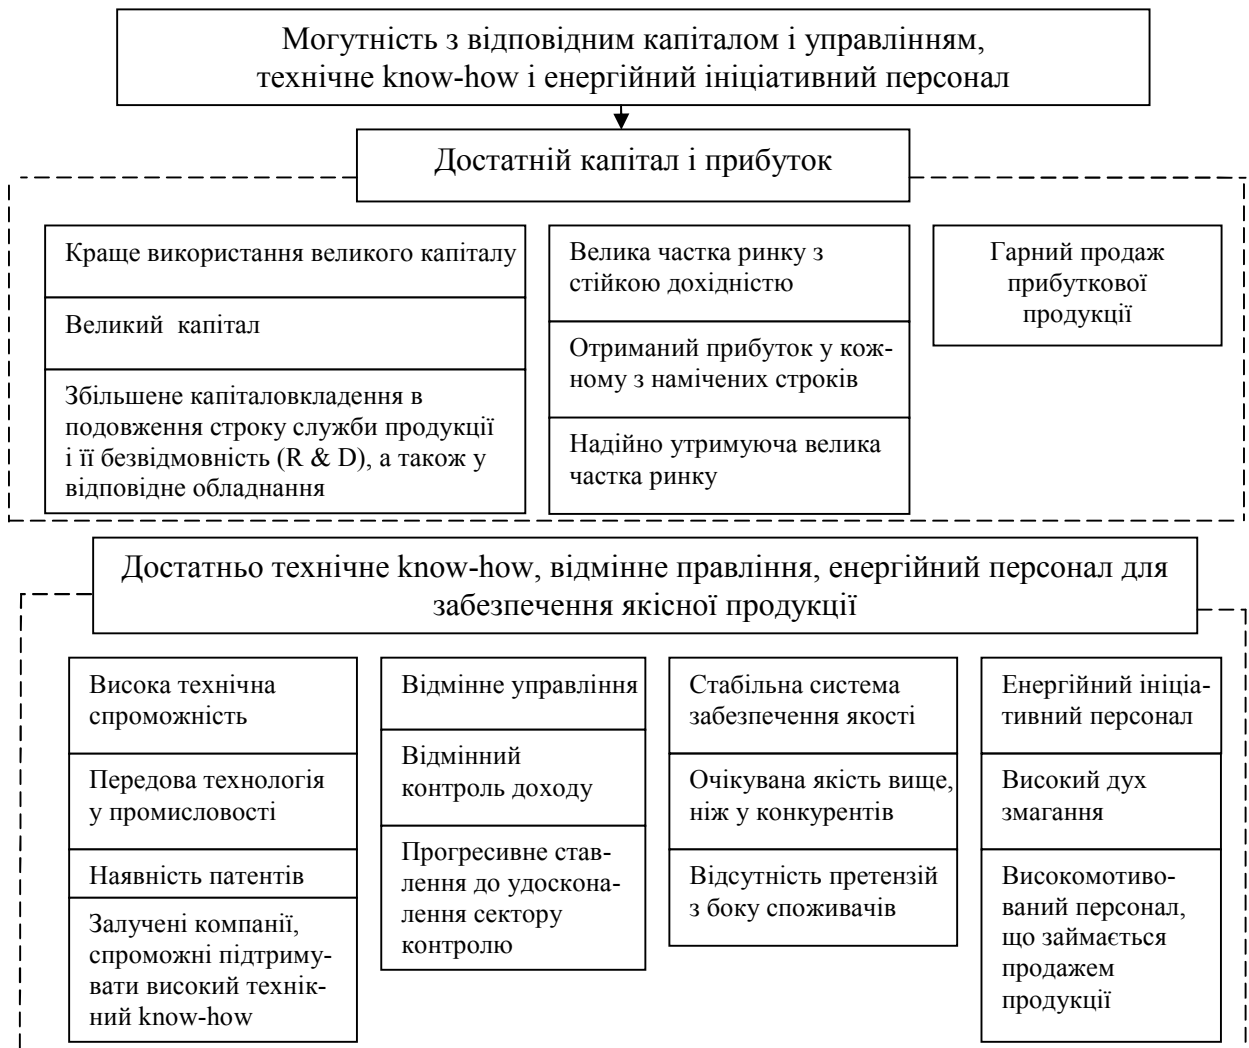 Могутність з відповідним капіталом і управлінням,
технічне know-how і енергійний ініціативний персонал
Достатній капітал і прибуток
Краще використання великого капіталу
Великий капітал
Збільшене капіталовкладення в
подовження строку служби продукції
і її безвідмовність (R & D), а також у
відповідне обладнання
Велика частка ринку з
стійкою дохідністю
Отриманий прибуток у кож-
ному з намічених строків
Надійно утримуюча велика
частка ринку
Гарний продаж
прибуткової
продукції
Достатньо технічне know-how, відмінне правління, енергійний персонал для
забезпечення якісної продукції
Висока технічна
спроможність
Передова технологія
у промисловості
Наявність патентів
Залучені компанії,
спроможні підтриму-
вати високий технік-
ний know-how
Відмінне управління
Відмінний
контроль доходу
Прогресивне став-
лення до удоскона-
лення сектору
контролю
Стабільна система
забезпечення якості
Очікувана якість вище,
ніж у конкурентів
Відсутність претензій
з боку споживачів
Енергійний ініціа-
тивний персонал
Високий дух
змагання
Високомотиво-
ваний персонал,
що займається
продажем
продукції